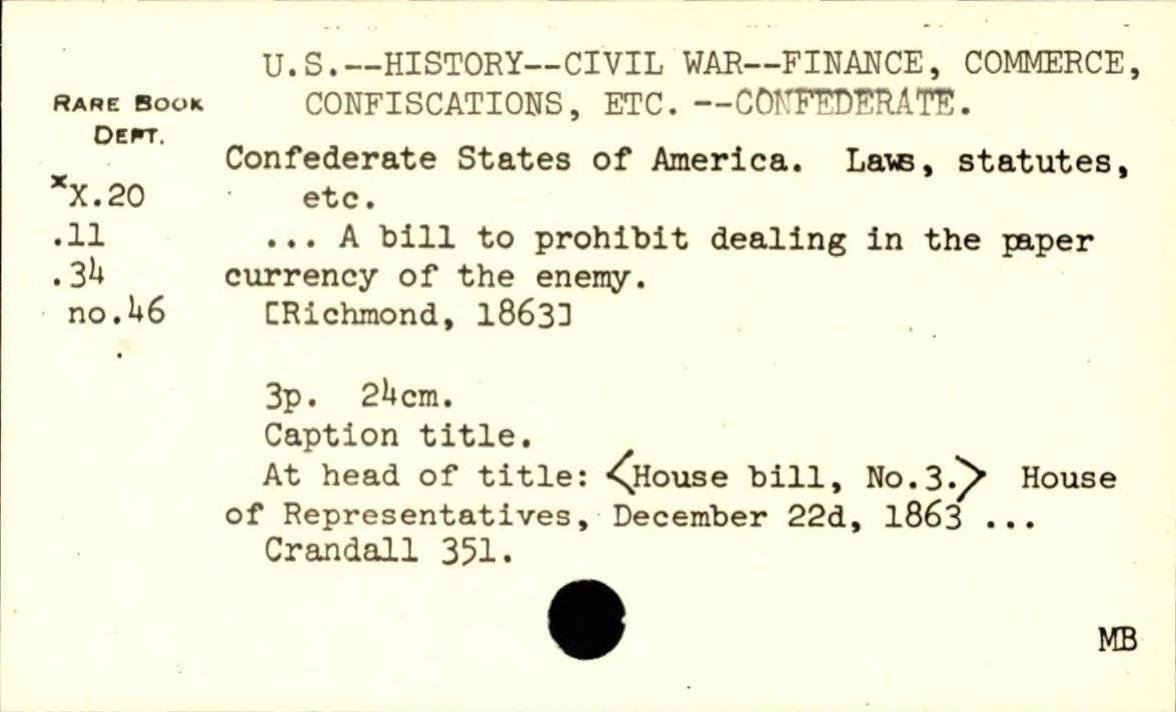 U.S.--HISTORY--CIVIL WAR--FINANCE, COMMERCE,
CONFISCATIONS, ETC. --CONFEDERATE.
RARE BOOK
DEPT.
xX.20
.11
.34
no.46
Confederate States of America. Laws, statutes,
etc.
... A bill to prohibit dealing in the paper
currency of the enemy.
[Richmond, 1863]
3p. 24cm.
Caption title.
At head of title: <House bill, No.3.> House
of Representatives, December 22d, 1863 ...
Crandall 351.
MB